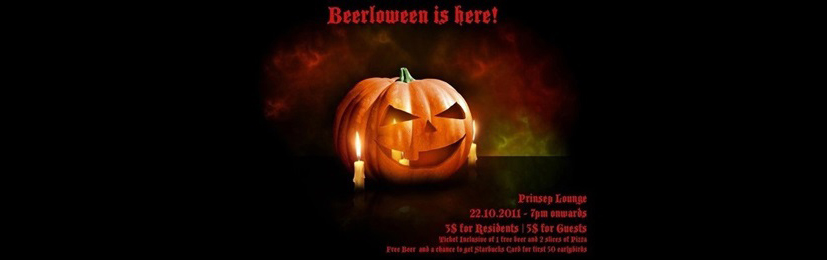 Beerloween is here!
Prinsep Lounge
22.10.2011 - 7pm onwards
3$ for Residents | 5$ for Guests
Ticket Inclusive of 1 free beer and 2 slices of Pizza
Free Beer and a chance to get Starbucks Card for first 50 earlybirds